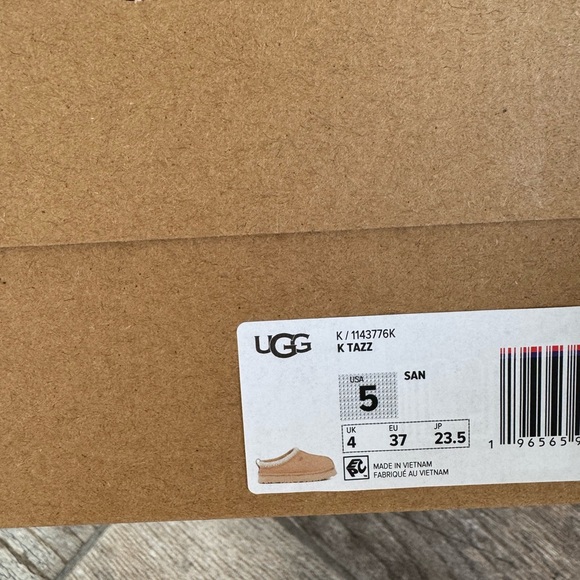 UGG
K / 1143776K
K TAZZ
USA
5
SAN
UK EU JP
4 37 23.5
MADE IN VIETNAM
FABRIQUÉ AU VIETNAM
1 96565 9